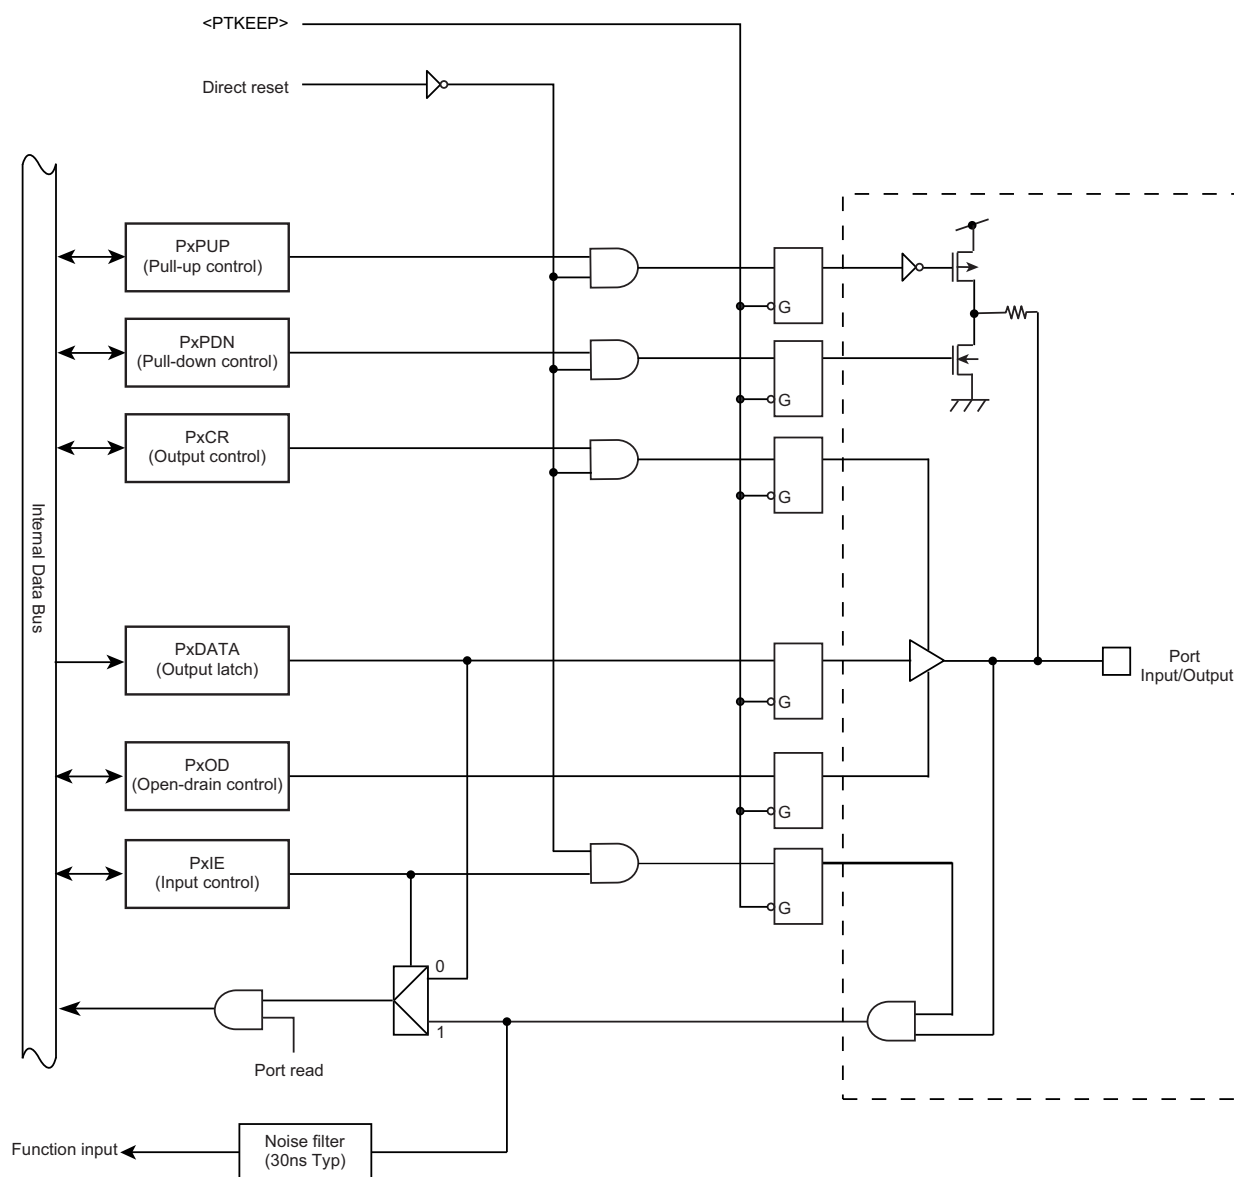 <PTKEEP>
Direct reset
PxPUP
(Pull-up control)
G
PxPDN
(Pull-down control)
G
PxCR
(Output control)
G
Internal Data Bus
PxDATA
(Output latch)
G
Port
Input/Output
PxOD
(Open-drain control)
G
PxIE
(Input control)
G
0
1
Port read
Function input
Noise filter
(30ns Typ)